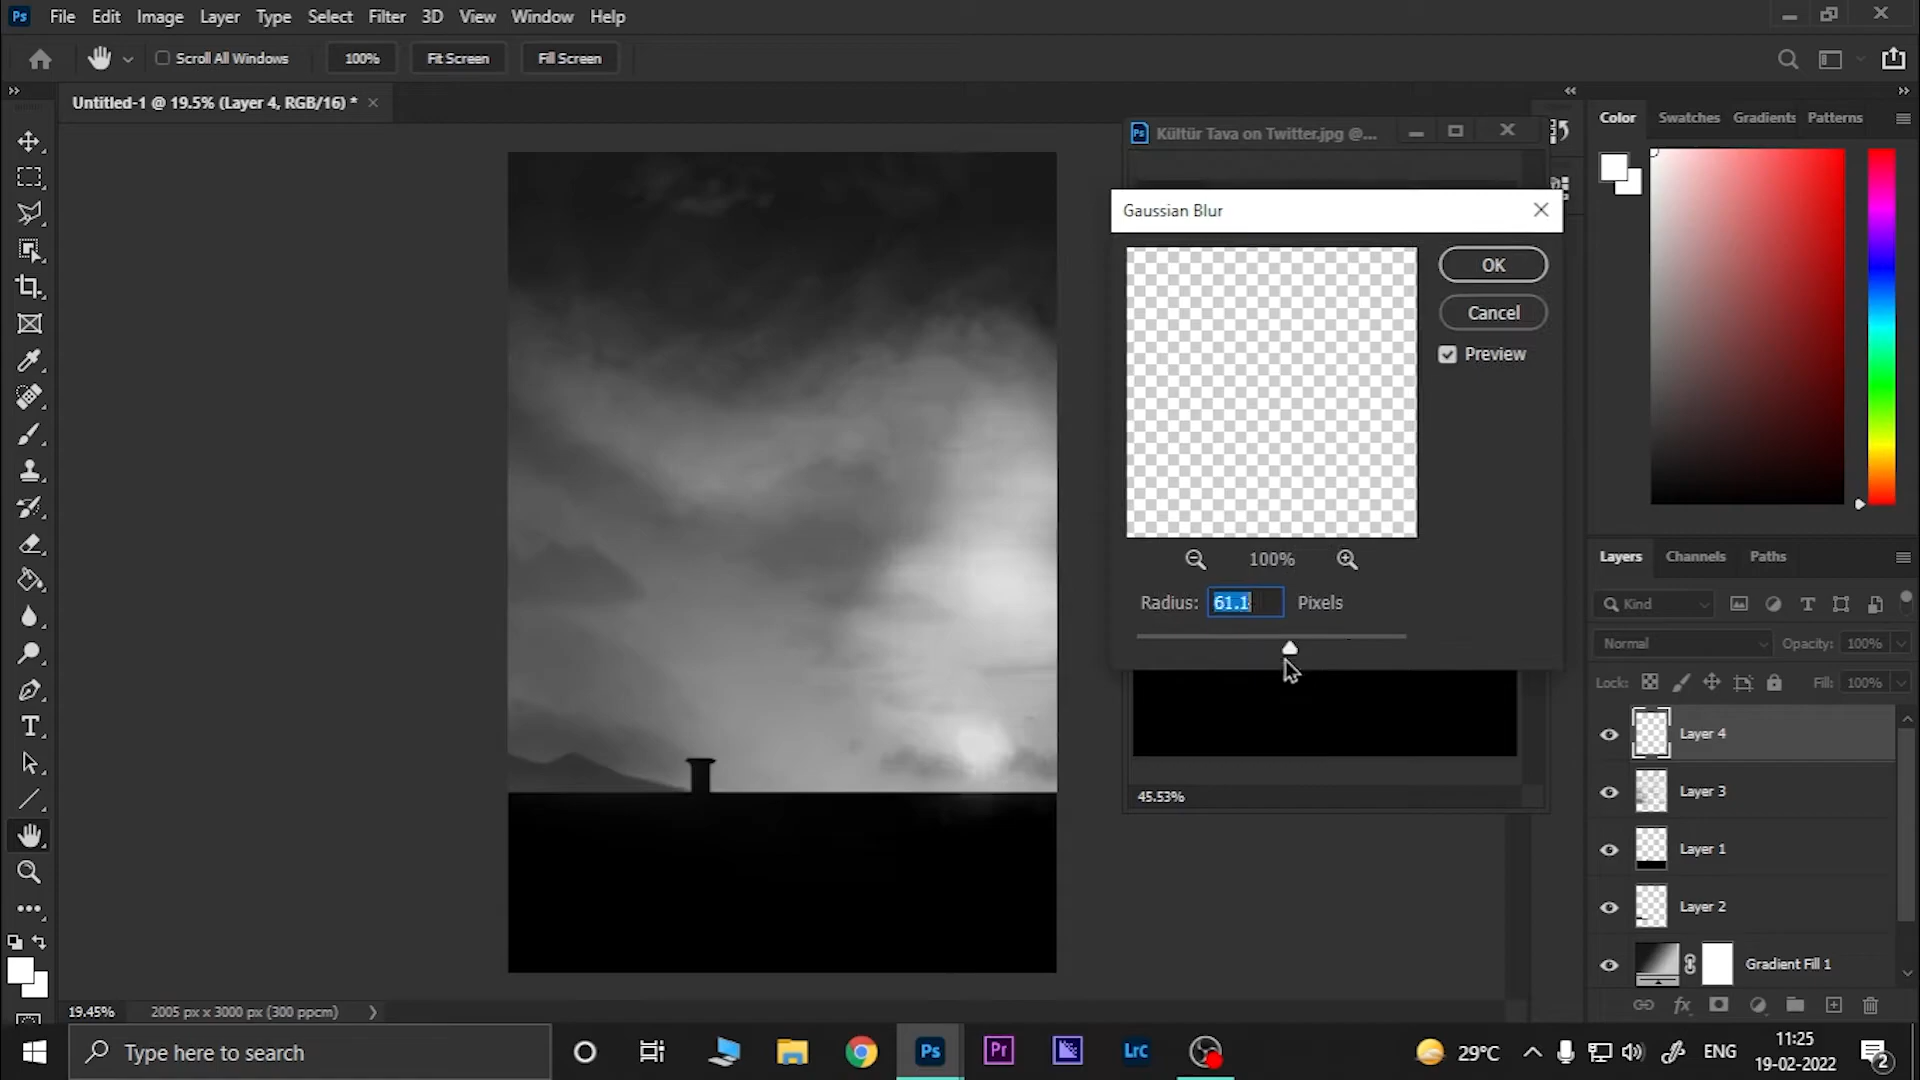 Ps File Edit Image Layer Type Select Filter 3D View Window Help
Scroll All Windows 100% Fit Screen Fill Screen
Untitled-1 @ 19.5% (Layer 4, RGB/16) *
Ps Kültür Tava on Twitter.jpg @...
Color Swatches Gradients Patterns
Gaussian Blur
OK
Cancel
Preview
100%
Radius: 61.1 Pixels
45.53%
Layers Channels Paths
Kind
Normal Opacity: 100%
Lock: Fill: 100%
Layer 4
Layer 3
Layer 1
Layer 2
Gradient Fill 1
19.45% 2005 px x 3000 px (300 ppcm)
Type here to search
Ps Pr LrC
29°C ENG
11:25
19-02-2022
2